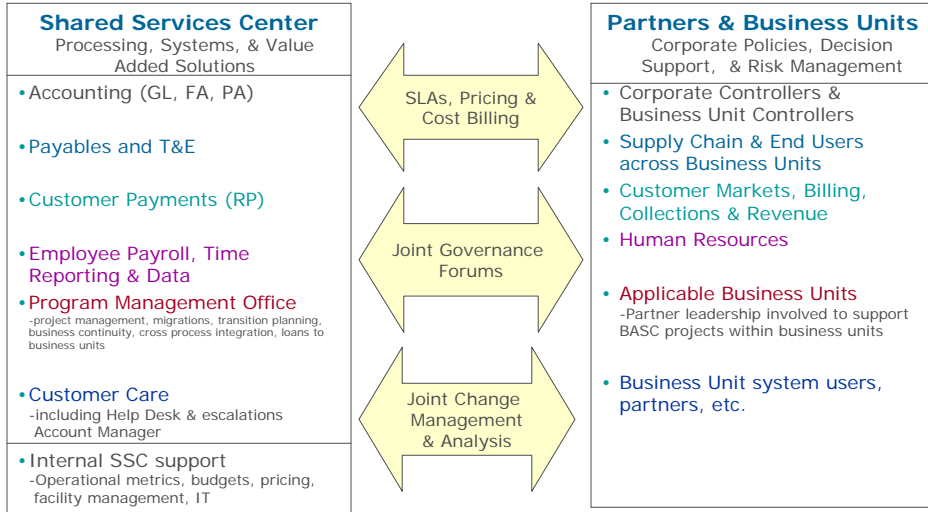 Shared Services Center
Processing, Systems, & Value
Added Solutions
•Accounting (GL, FA, PA)
•Payables and T&E
•Customer Payments (RP)
•Employee Payroll, Time
Reporting & Data
•Program Management Office
-project management, migrations, transition planning,
business continuity, cross process integration, loans to
business units
•Customer Care
-including Help Desk & escalations
Account Manager
•Internal SSC support
-Operational metrics, budgets, pricing,
facility management, IT
SLAs, Pricing &
Cost Billing
Joint Governance
Forums
Joint Change
Management
& Analysis
Partners & Business Units
Corporate Policies, Decision
Support, & Risk Management
• Corporate Controllers &
Business Unit Controllers
• Supply Chain & End Users
across Business Units
• Customer Markets, Billing,
Collections & Revenue
• Human Resources
• Applicable Business Units
-Partner leadership involved to support
BASC projects within business units
• Business Unit system users,
partners, etc.